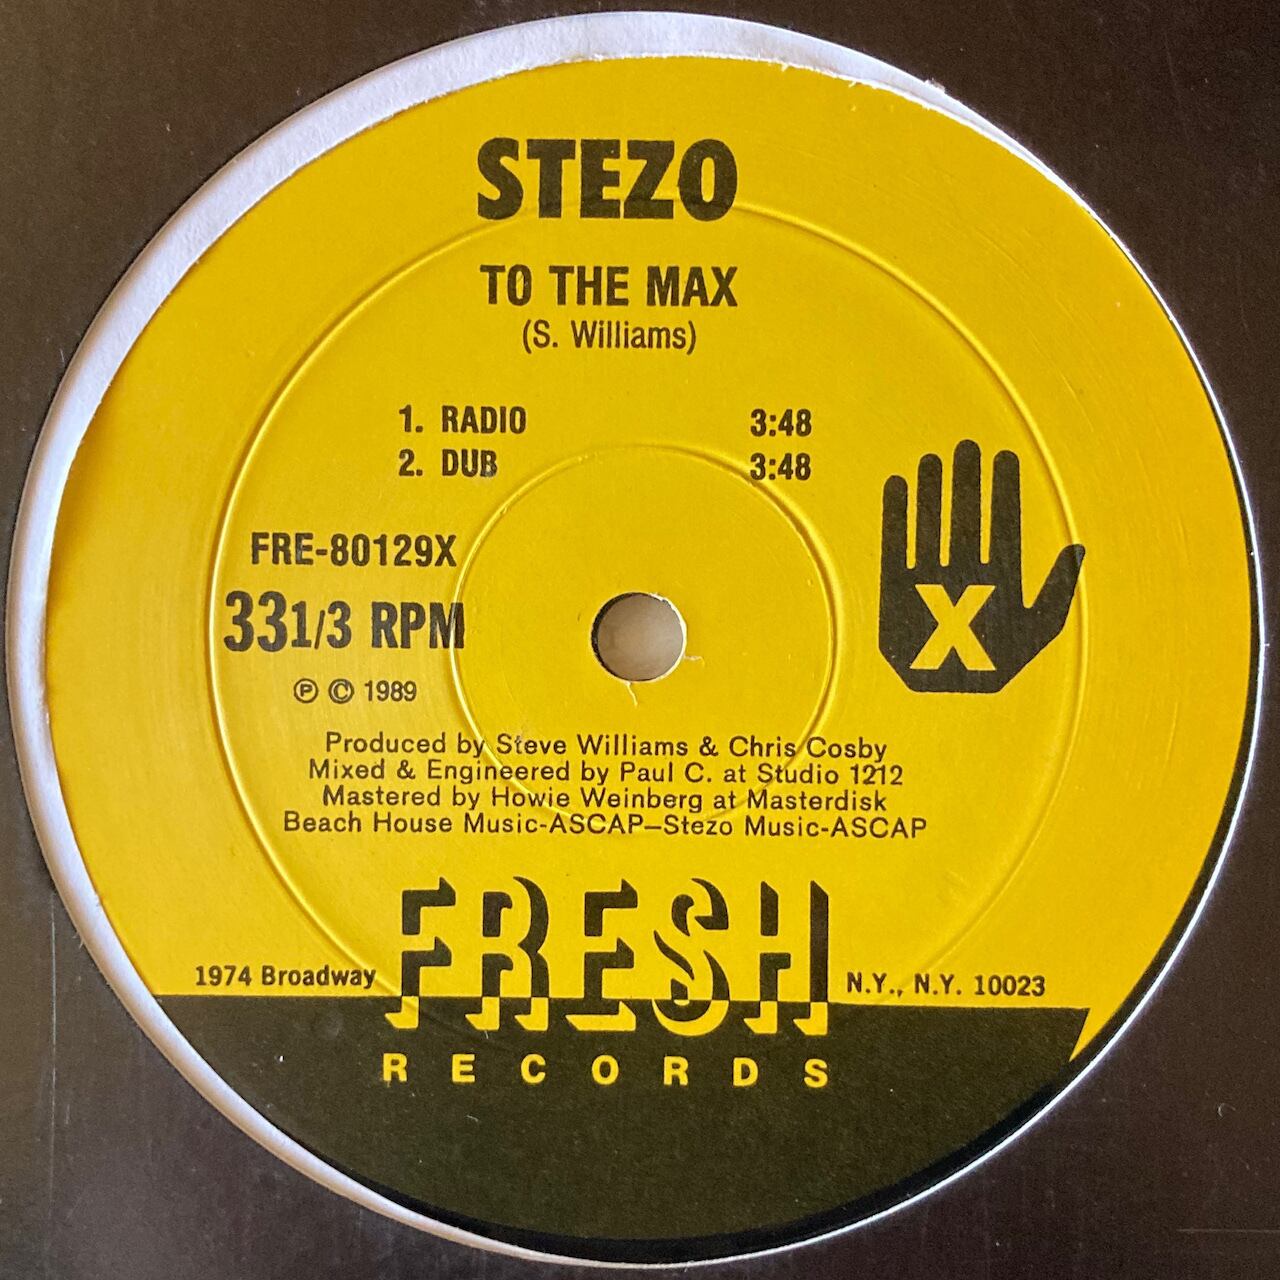 STEZO
TO THE MAX
(S. Williams)
1. RADIO 3:48
2. DUB 3:48
FRE-80129X
33 1/3 RPM
Ⓟ © 1989
X
Produced by Steve Williams & Chris Cosby
Mixed & Engineered by Paul C. at Studio 1212
Mastered by Howie Weinberg at Masterdisk
Beach House Music-ASCAP—Stezo Music-ASCAP
1974 Broadway FRESH N.Y., N.Y. 10023
RECORDS